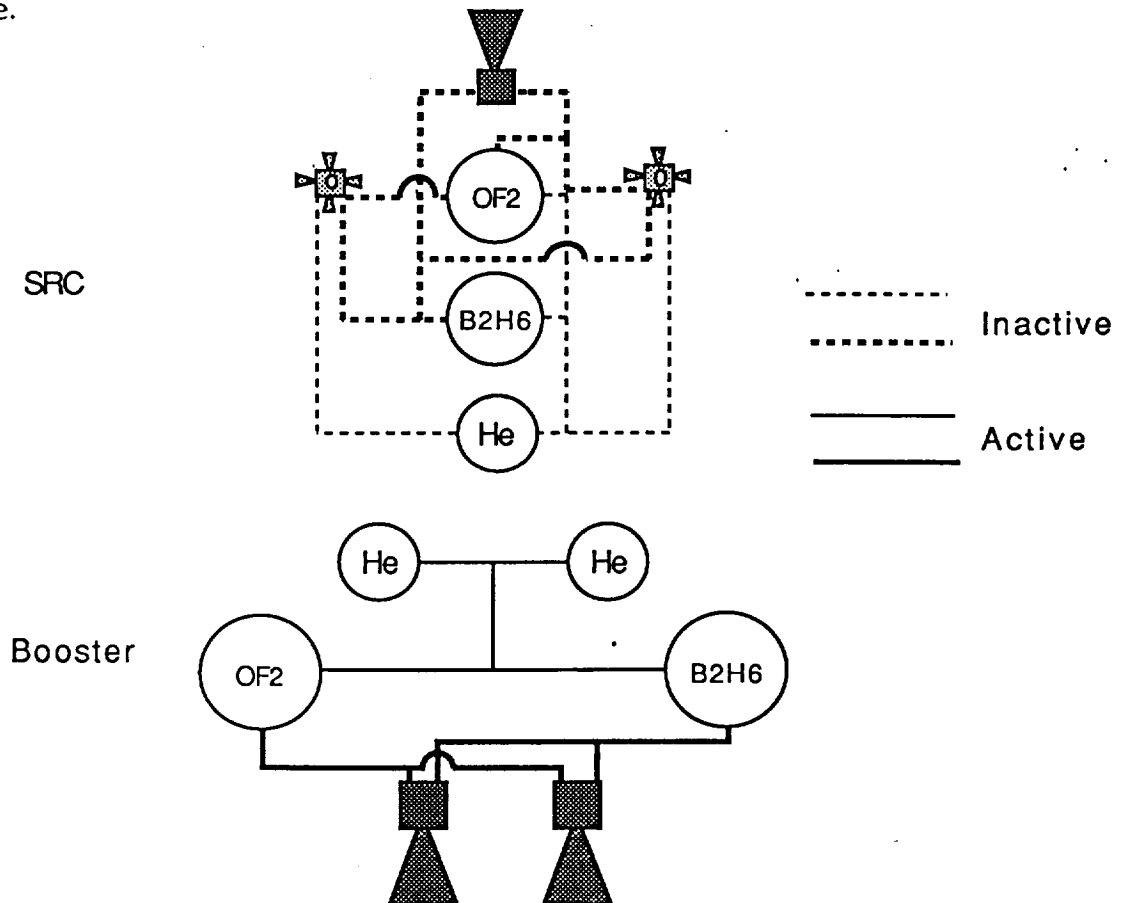 e.
OF2
SRC
B2H6
Inactive
He
Active
He He
Booster
OF2 B2H6